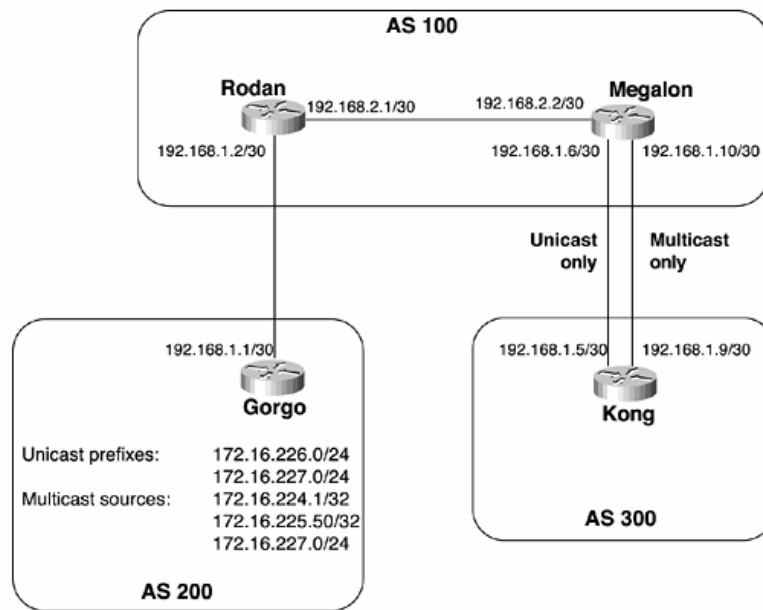 AS 100
Rodan
Megalon
192.168.2.1/30
192.168.2.2/30
192.168.1.2/30
192.168.1.6/30
192.168.1.10/30
Unicast only
Multicast only
192.168.1.1/30
192.168.1.5/30
192.168.1.9/30
Gorgo
Kong
Unicast prefixes: 172.16.226.0/24
172.16.227.0/24
Multicast sources: 172.16.224.1/32
172.16.225.50/32
172.16.227.0/24
AS 300
AS 200